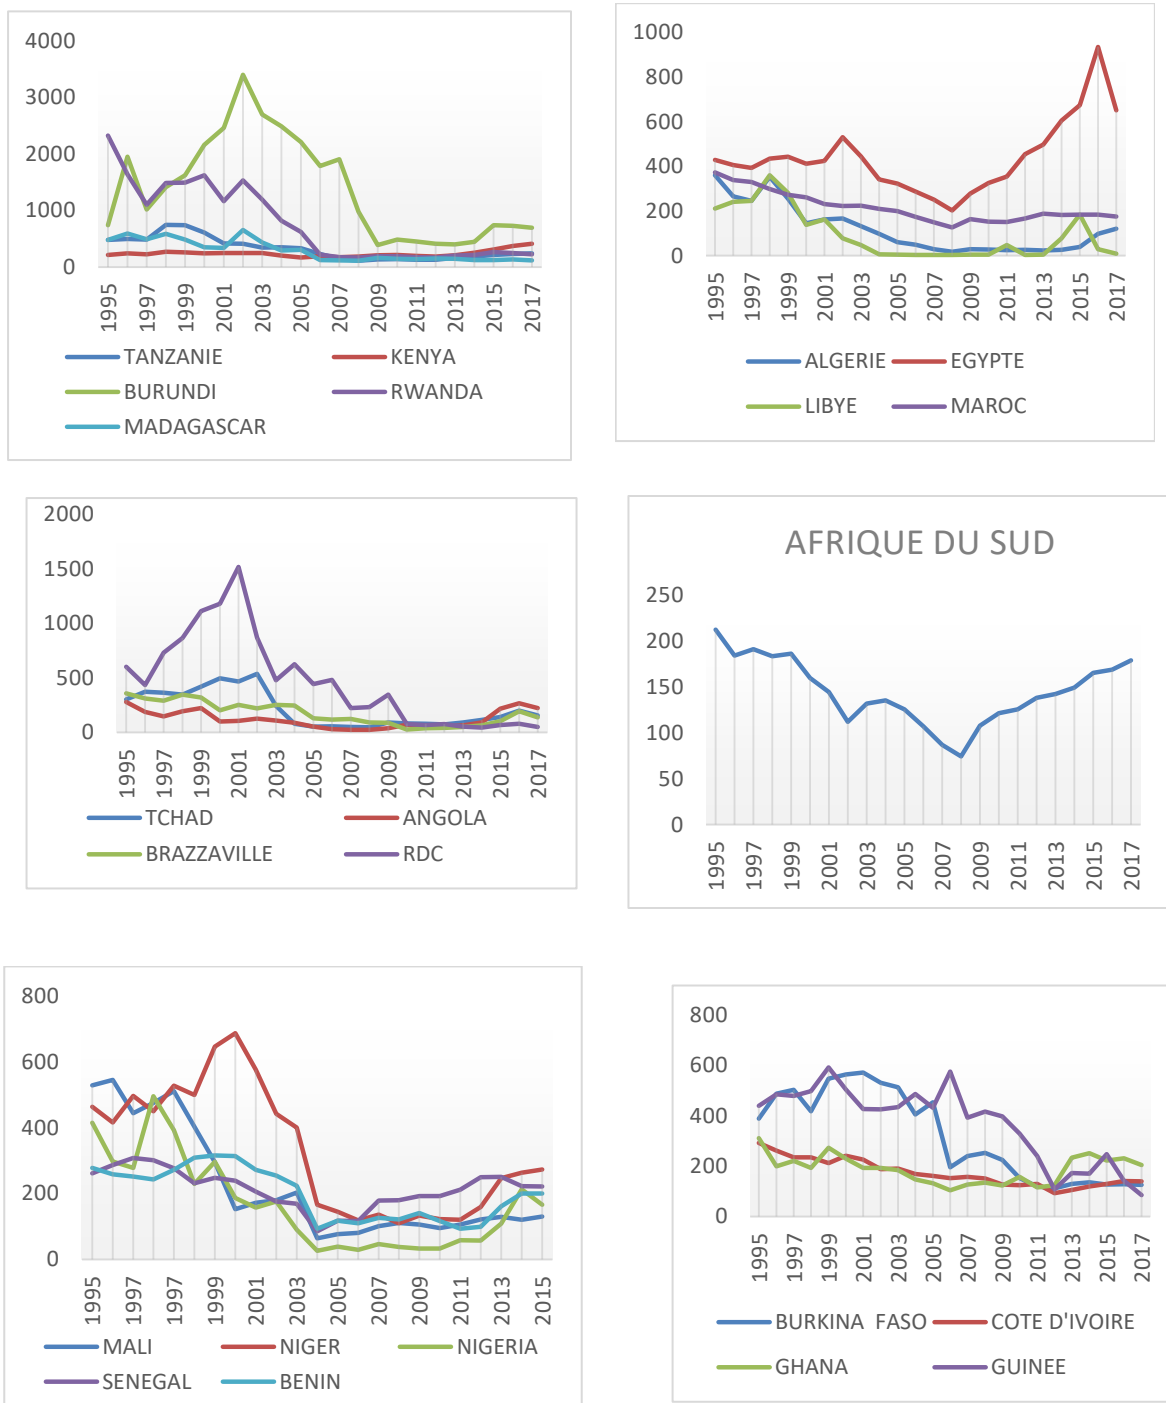 4000
3000
2000
1000
0
1995 1997 1999 2001 2003 2005 2007 2009 2011 2013 2015 2017
TANZANIE KENYA
BURUNDI RWANDA
MADAGASCAR
1000
800
600
400
200
0
1995 1997 1999 2001 2003 2005 2007 2009 2011 2013 2015 2017
ALGERIE EGYPTE
LIBYE MAROC
2000
1500
1000
500
0
1995 1997 1999 2001 2003 2005 2007 2009 2011 2013 2015 2017
TCHAD ANGOLA
BRAZZAVILLE RDC
AFRIQUE DU SUD
250
200
150
100
50
0
1995 1997 1999 2001 2003 2005 2007 2009 2011 2013 2015 2017
800
600
400
200
0
1995 1995 1997 1997 1999 2001 2003 2005 2007 2009 2011 2013 2015
MALI NIGER NIGERIA
SENEGAL BENIN
800
600
400
200
0
1995 1997 1999 2001 2003 2005 2007 2009 2011 2013 2015 2017
BURKINA FASO COTE D'IVOIRE
GHANA GUINEE